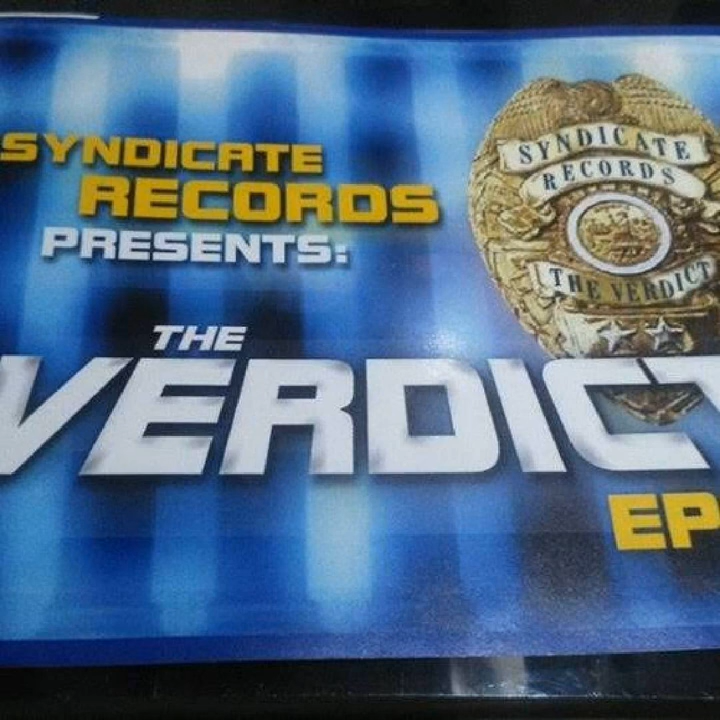 SYNDICATE
RECORDS
PRESENTS:
THE
VERDICT
EP
SYNDICATE
RECORDS
THE VERDICT